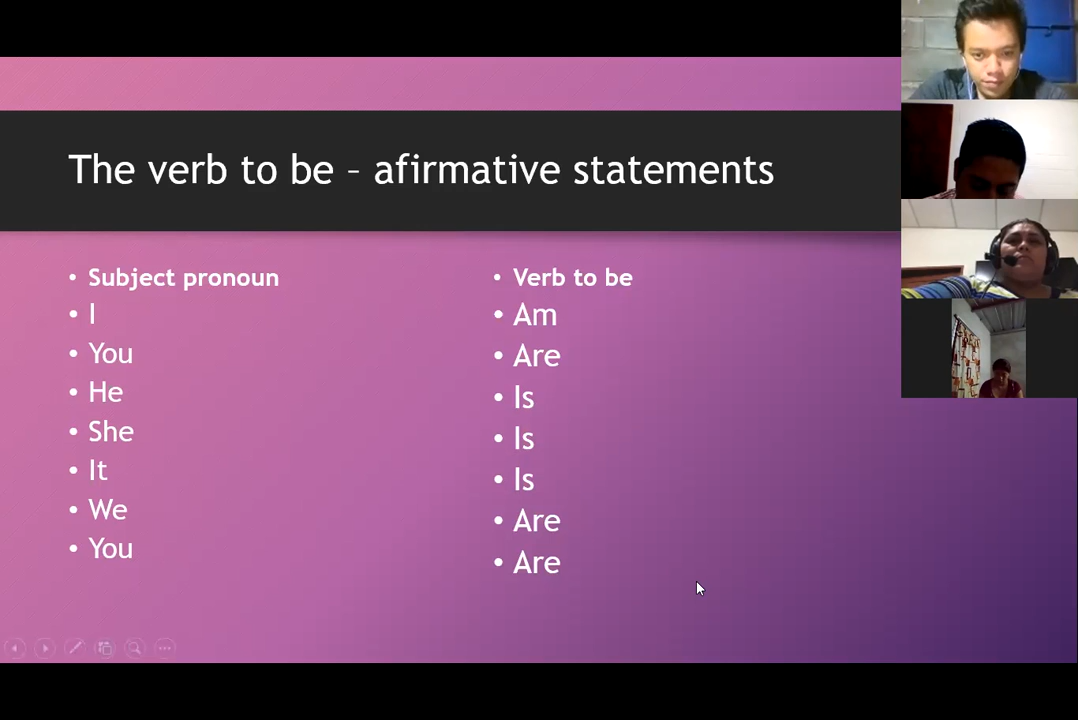 The verb to be – afirmative statements
Subject pronoun
I
You
He
She
It
We
You
Verb to be
Am
Are
Is
Is
Is
Are
Are